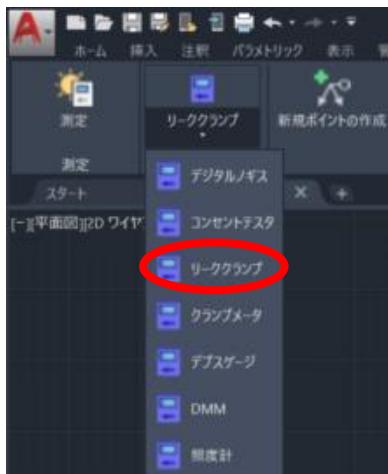 A
ホーム 挿入 注釈 パラメトリック 表示 管
測定 リーククランプ 新規ポイントの作成
測定
スタート × +
[-][平面図][2D ワイヤ
デジタルノギス
コンセントテスタ
リーククランプ
クランプメータ
デプスゲージ
DMM
照度計